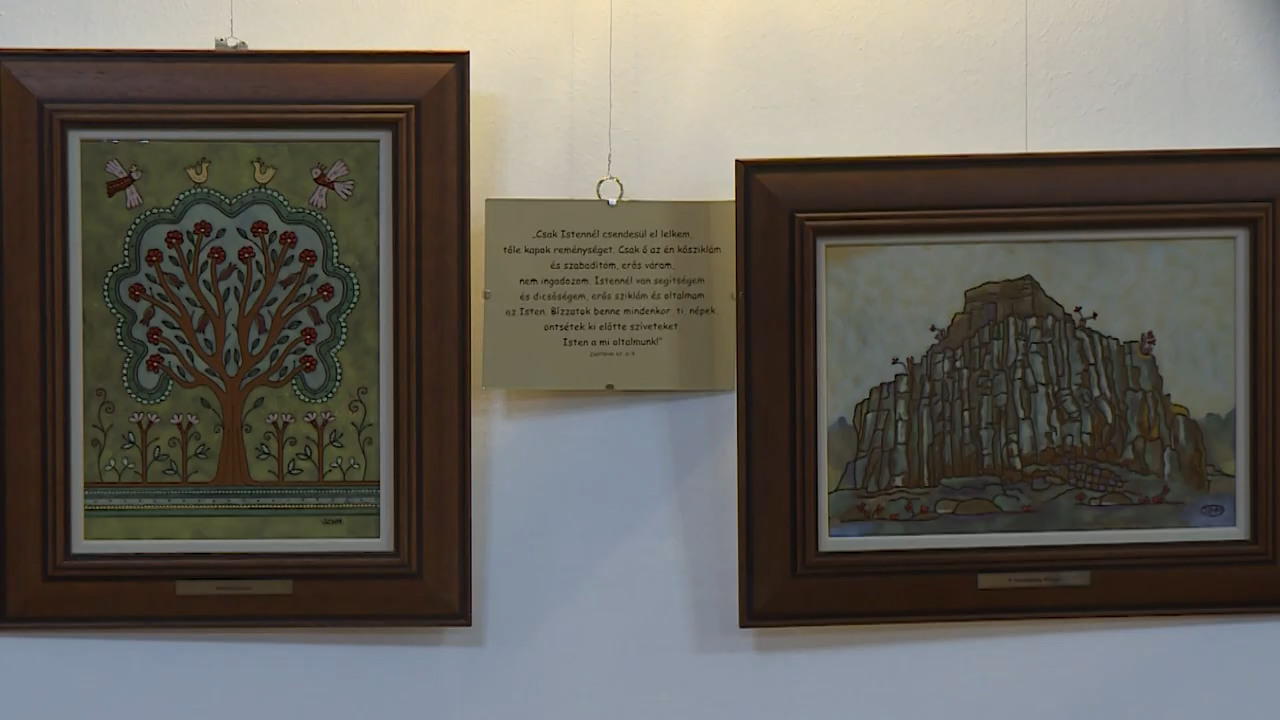 „Csak Istennél csendesül el lelkem,
tőle kapok reménységet. Csak ő az én kősziklám
és szabadítóm, erős váram,
nem ingadozom. Istennél van segítségem
és dicsőségem, erős sziklám és oltalmam
az Isten. Bízzatok benne mindenkor, ti, népek,
öntsétek ki előtte szíveteket
Isten a mi oltalmunk!”